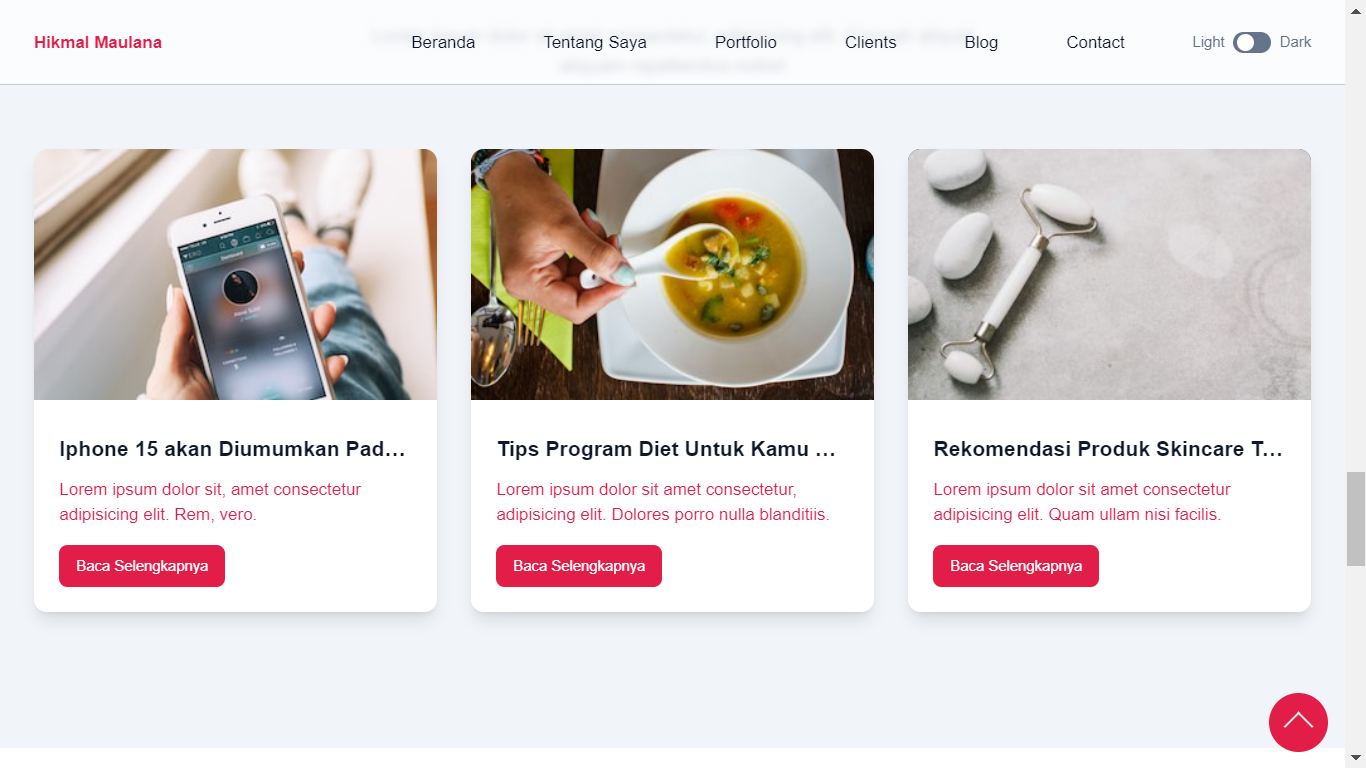 Hikmal Maulana
Beranda
Tentang Saya
Portfolio
Clients
Blog
Contact
Light
Dark
Iphone 15 akan Diumumkan Pad...
Lorem ipsum dolor sit, amet consectetur
adipisicing elit. Rem, vero.
Baca Selengkapnya
Tips Program Diet Untuk Kamu ...
Lorem ipsum dolor sit amet consectetur,
adipisicing elit. Dolores porro nulla blanditiis.
Baca Selengkapnya
Rekomendasi Produk Skincare T...
Lorem ipsum dolor sit amet consectetur
adipisicing elit. Quam ullam nisi facilis.
Baca Selengkapnya